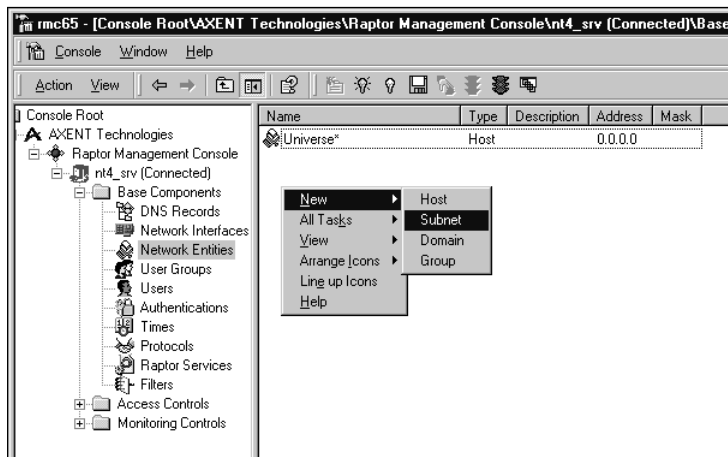 rmc65 - [Console Root\AXENT Technologies\Raptor Management Console\nt4_srv (Connected)\Base
Console Window Help
Action View
Console Root
AXENT Technologies
Raptor Management Console
nt4_srv (Connected)
Base Components
DNS Records
Network Interfaces
Network Entities
User Groups
Users
Authentications
Times
Protocols
Raptor Services
Filters
Access Controls
Monitoring Controls
Name Type Description Address Mask
Universe* Host 0.0.0.0
New
All Tasks
View
Arrange Icons
Line up Icons
Help
Host
Subnet
Domain
Group